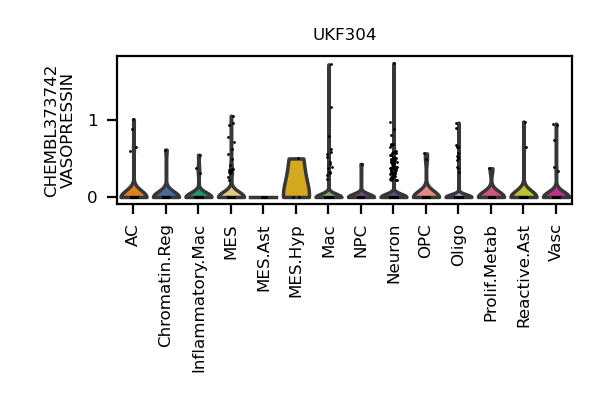 UKF304
CHEMBL373742
VASOPRESSIN
1
0
AC
Chromatin.Reg
Inflammatory.Mac
MES
MES.Ast
MES.Hyp
Mac
NPC
Neuron
OPC
Oligo
Prolif.Metab
Reactive.Ast
Vasc